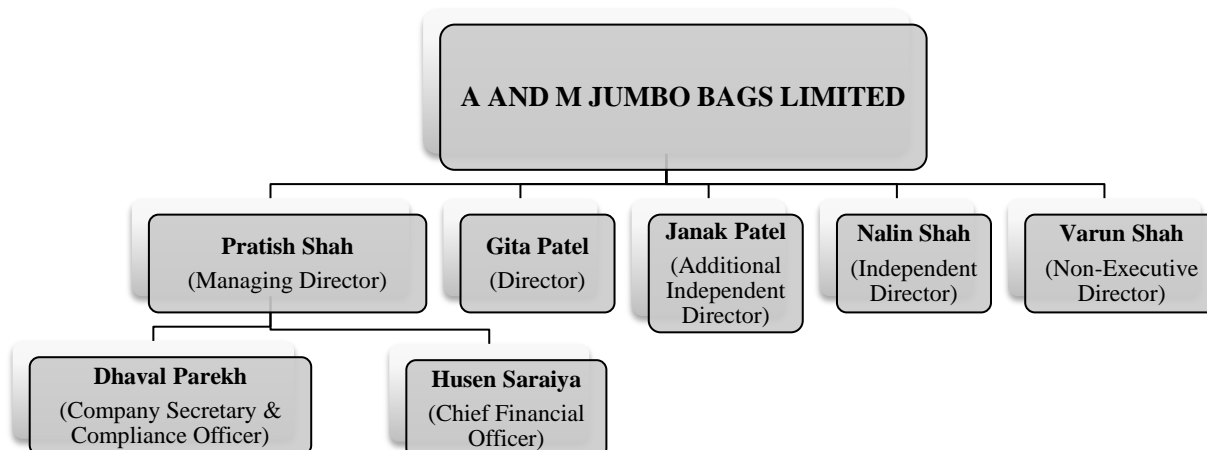 A AND M JUMBO BAGS LIMITED
Pratish Shah
(Managing Director)
Gita Patel
(Director)
Janak Patel
(Additional
Independent
Director)
Nalin Shah
(Independent
Director)
Varun Shah
(Non-Executive
Director)
Dhaval Parekh
(Company Secretary &
Compliance Officer)
Husen Saraiya
(Chief Financial
Officer)